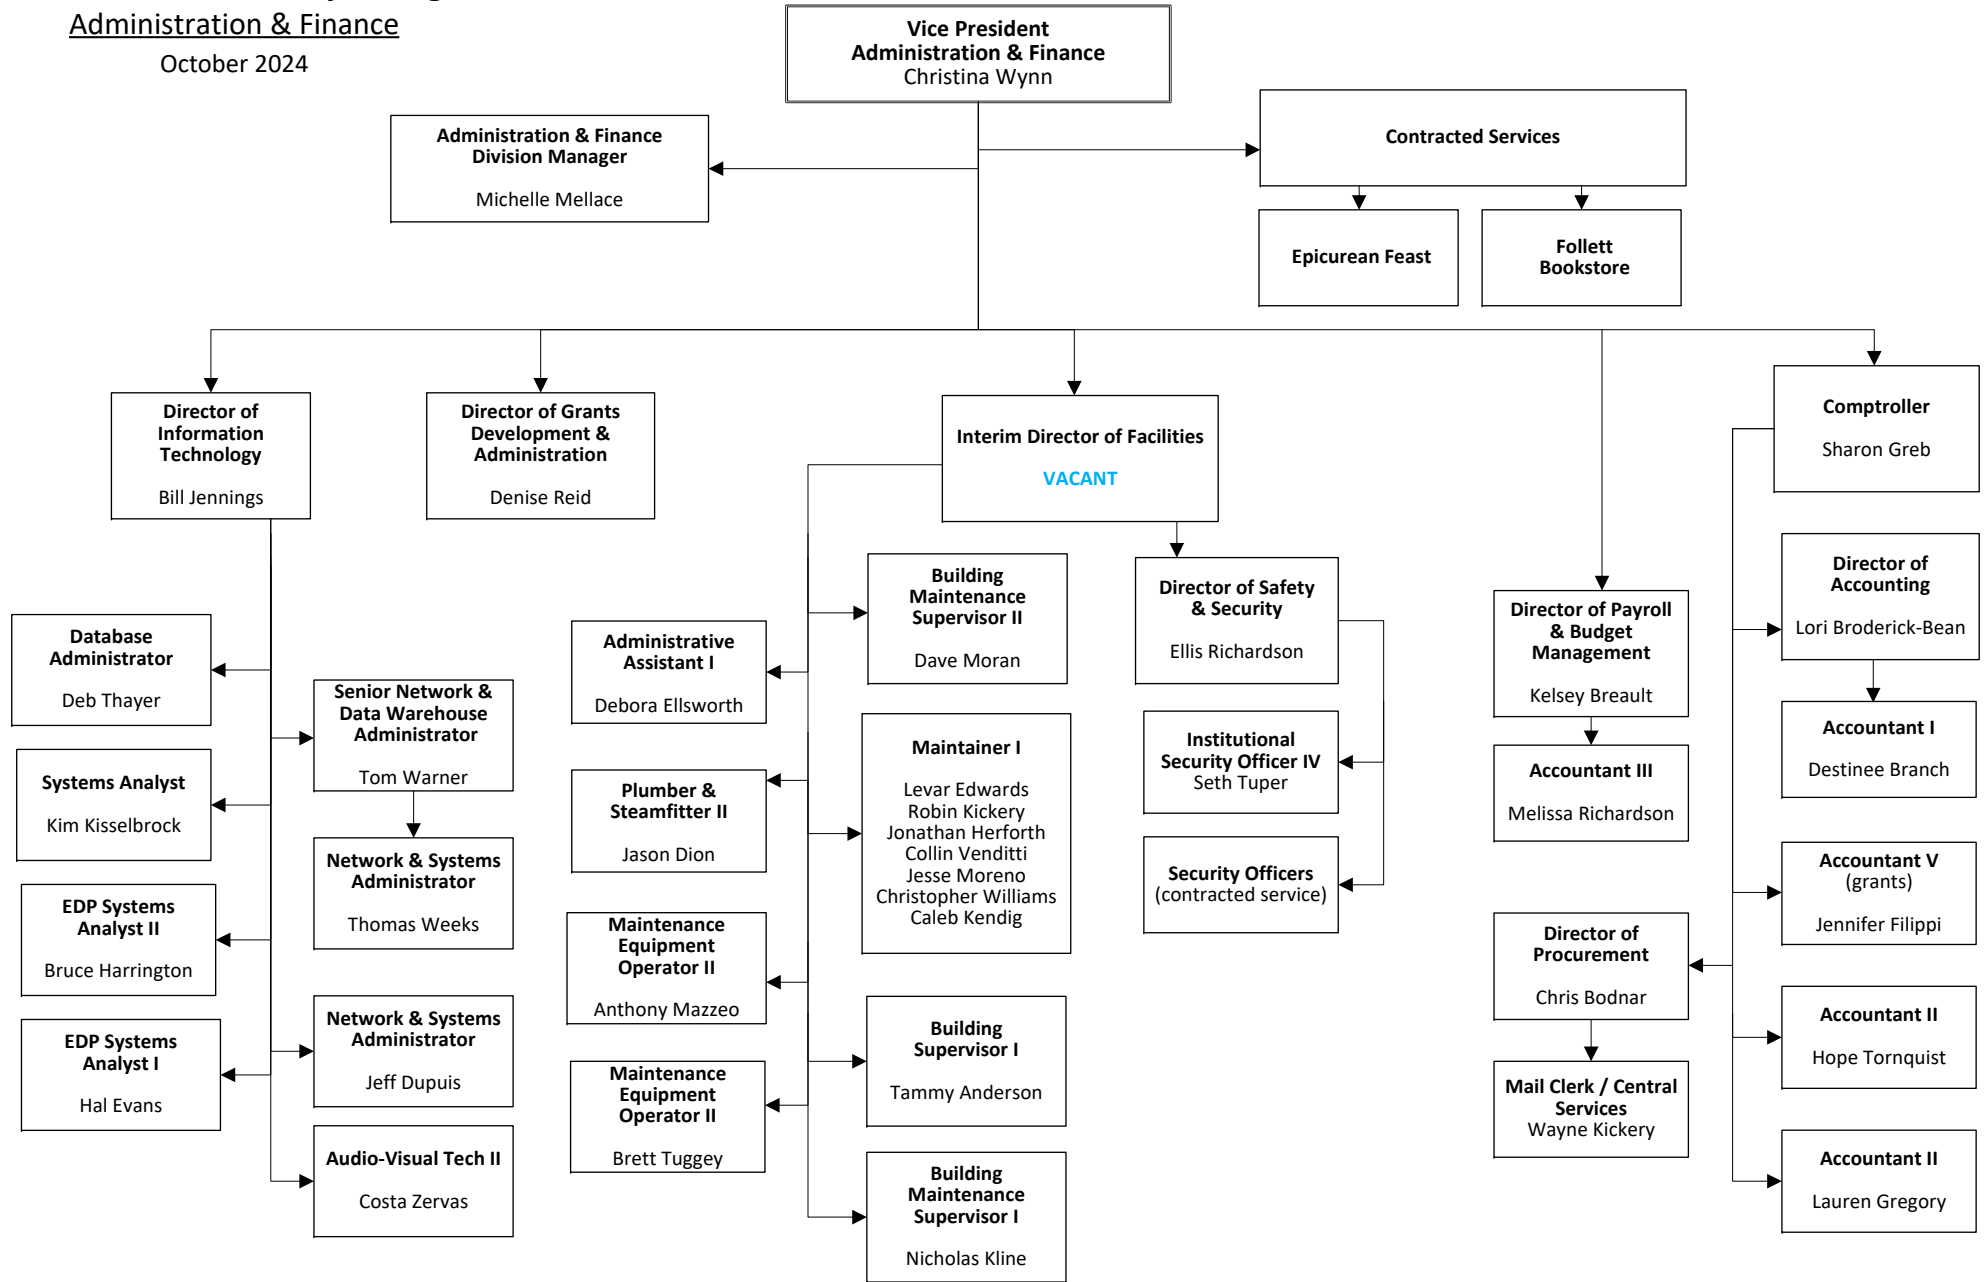 Administration & Finance
October 2024
Vice President
Administration & Finance
Christina Wynn
Administration & Finance
Division Manager
Michelle Mellace
Contracted Services
Epicurean Feast
Follett
Bookstore
Director of
Information
Technology
Bill Jennings
Director of Grants
Development &
Administration
Denise Reid
Interim Director of Facilities
VACANT
Comptroller
Sharon Greb
Database
Administrator
Deb Thayer
Systems Analyst
Kim Kisselbrock
EDP Systems
Analyst II
Bruce Harrington
EDP Systems
Analyst I
Hal Evans
Senior Network &
Data Warehouse
Administrator
Tom Warner
Network & Systems
Administrator
Thomas Weeks
Network & Systems
Administrator
Jeff Dupuis
Audio-Visual Tech II
Costa Zervas
Administrative
Assistant I
Debora Ellsworth
Plumber &
Steamfitter II
Jason Dion
Maintenance
Equipment
Operator II
Anthony Mazzeo
Maintenance
Equipment
Operator II
Brett Tuggey
Building
Maintenance
Supervisor II
Dave Moran
Maintainer I
Levar Edwards
Robin Kickery
Jonathan Herforth
Collin Venditti
Jesse Moreno
Christopher Williams
Caleb Kendig
Building
Supervisor I
Tammy Anderson
Building
Maintenance
Supervisor I
Nicholas Kline
Director of Safety
& Security
Ellis Richardson
Institutional
Security Officer IV
Seth Tuper
Security Officers
(contracted service)
Director of Payroll
& Budget
Management
Kelsey Breault
Accountant III
Melissa Richardson
Director of
Procurement
Chris Bodnar
Mail Clerk / Central
Services
Wayne Kickery
Director of
Accounting
Lori Broderick-Bean
Accountant I
Destinee Branch
Accountant V
(grants)
Jennifer Filippi
Accountant II
Hope Tornquist
Accountant II
Lauren Gregory